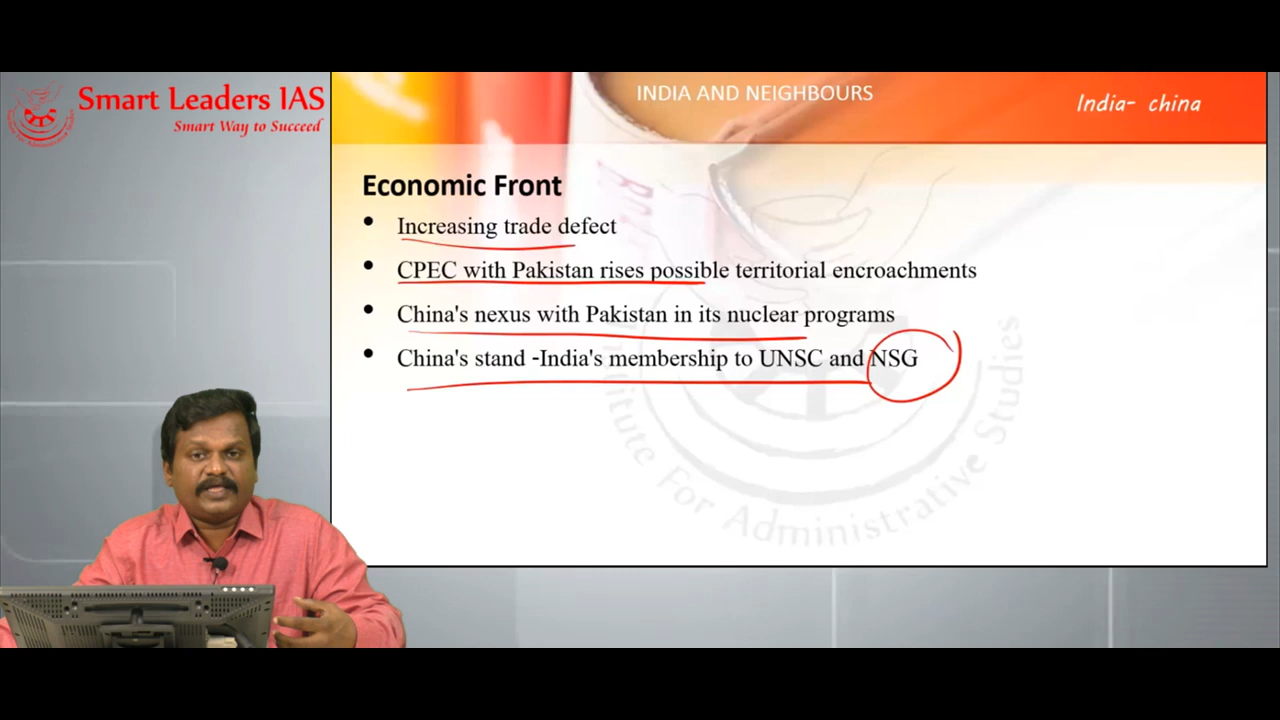 Smart Leaders IAS
Smart Way to Succeed
INDIA AND NEIGHBOURS
India- china
Economic Front
• Increasing trade defect
• CPEC with Pakistan rises possible territorial encroachments
• China's nexus with Pakistan in its nuclear programs
• China's stand -India's membership to UNSC and NSG
Institute For Administrative Studies